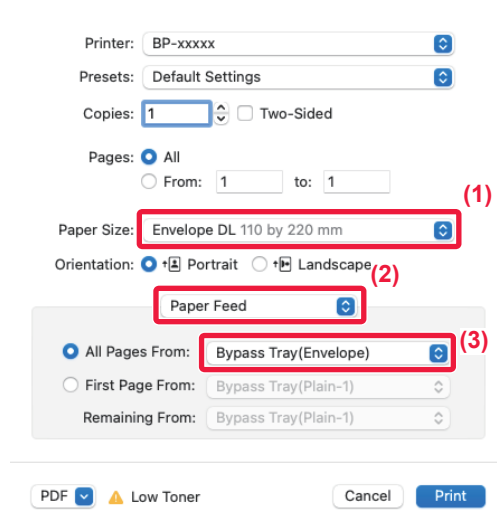 Printer: BP-xxxxx
Presets: Default Settings
Copies: 1 Two-Sided
Pages: All
From: 1 to: 1
(1)
Paper Size: Envelope DL 110 by 220 mm
Orientation: Portrait Landscape
(2)
Paper Feed
(3)
All Pages From: Bypass Tray(Envelope)
First Page From: Bypass Tray(Plain-1)
Remaining From: Bypass Tray(Plain-1)
PDF Low Toner Cancel Print